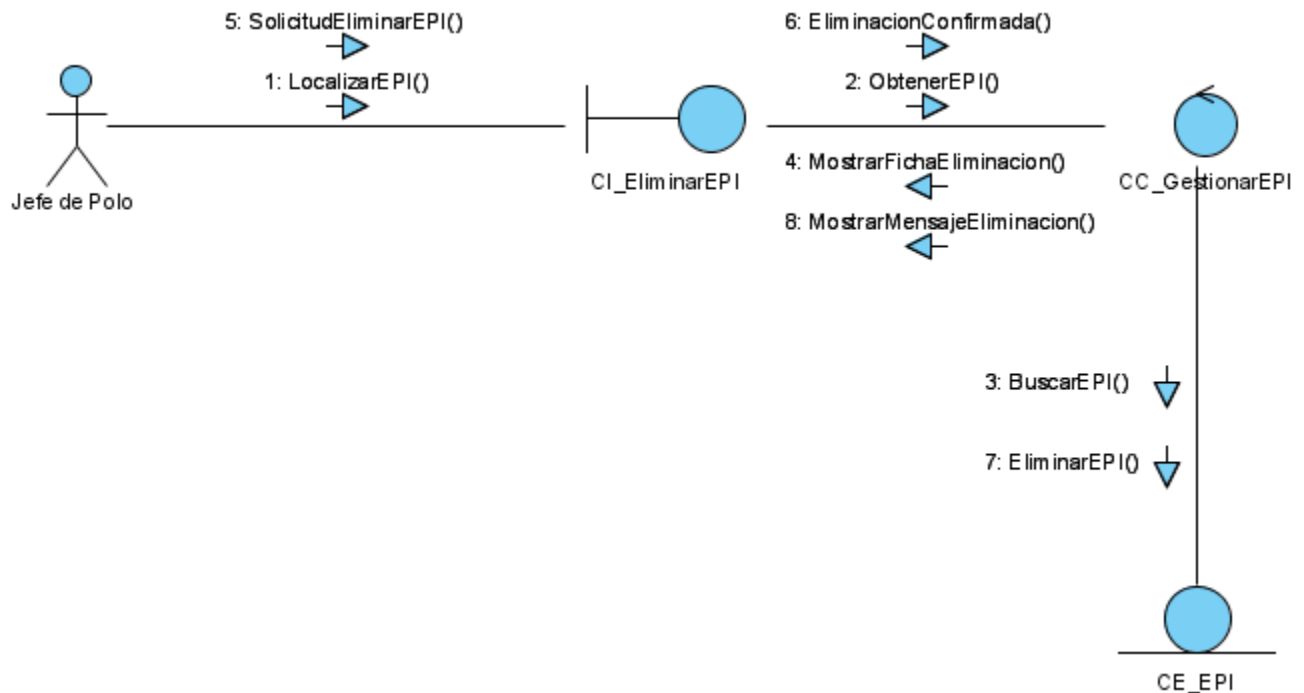 5: SolicitudEliminarEPI()
6: EliminacionConfirmada()
1: LocalizarEPI()
2: ObtenerEPI()
Jefe de Polo
CI_EliminarEPI
4: MostrarFichaEliminacion()
CC_GestionarEPI
8: MostrarMensajeEliminacion()
3: BuscarEPI()
7: EliminarEPI()
CE_EPI